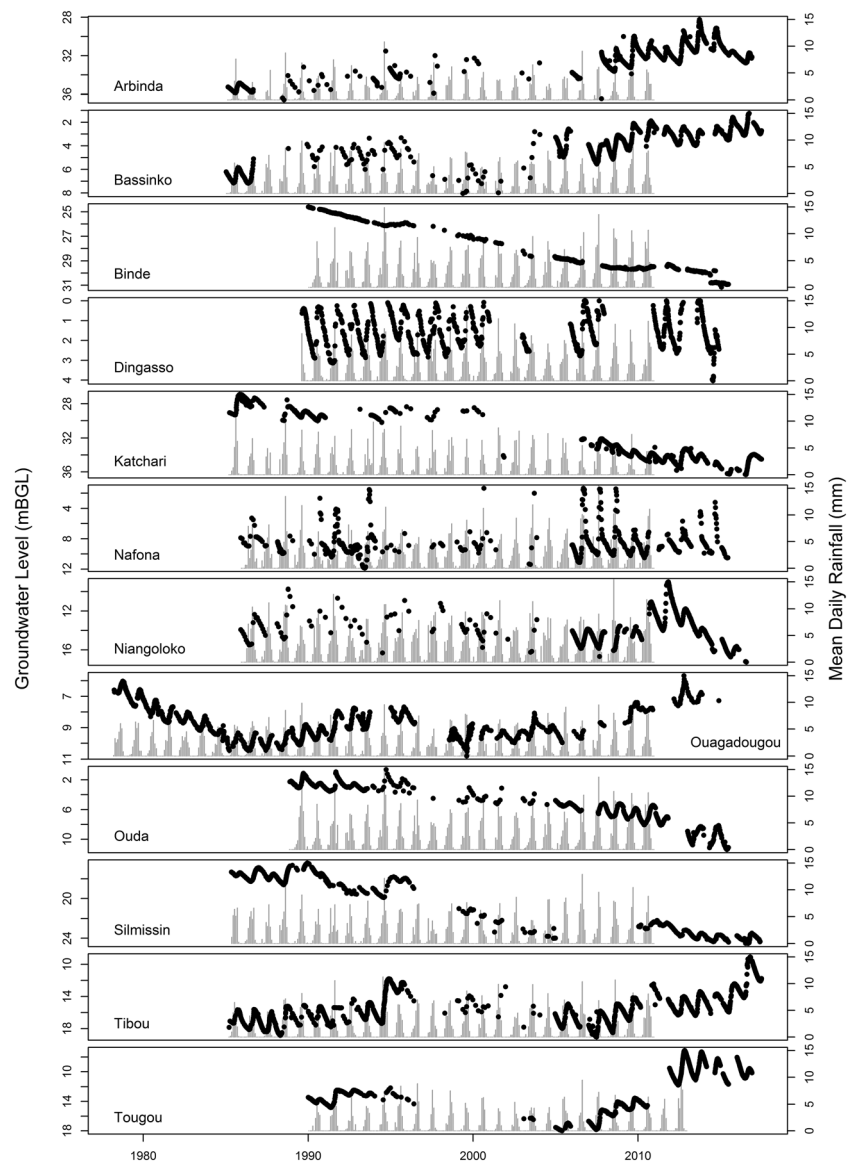 Groundwater Level (mBGL)
28 32 36
Arbinda
15 10 5 0
2 4 6 8
Bassinko
15 10 5 0
25 27 29 31
Binde
15 10 5 0
0 1 2 3 4
Dingasso
15 10 5 0
28 32 36
Katchari
15 10 5 0
4 8 12
Nafona
15 10 5 0
12 16
Niangoloko
15 10 5 0
7 9 11
Ouagadougou
15 10 5 0
2 6 10
Ouda
15 10 5 0
20 24
Silmissin
15 10 5 0
10 14 18
Tibou
15 10 5 0
10 14 18
Tougou
15 10 5 0
1980 1990 2000 2010
Mean Daily Rainfall (mm)